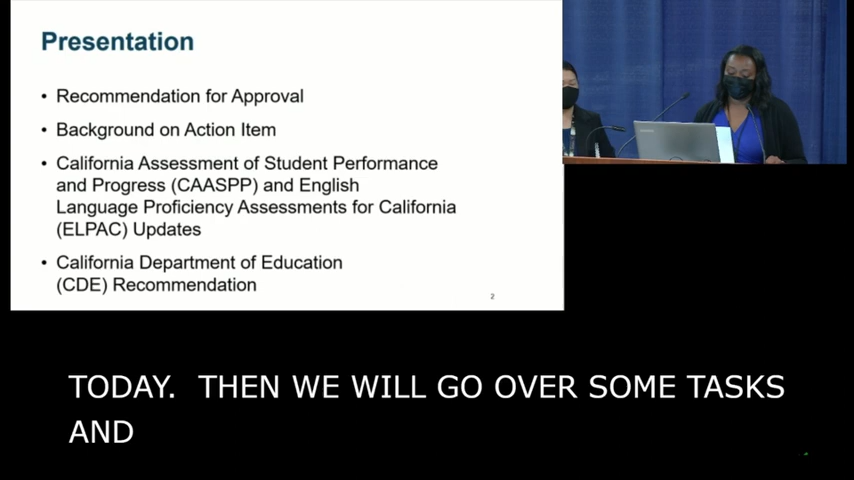 Presentation
• Recommendation for Approval
• Background on Action Item
• California Assessment of Student Performance
and Progress (CAASPP) and English
Language Proficiency Assessments for California
(ELPAC) Updates
• California Department of Education
(CDE) Recommendation
2
TODAY.  THEN WE WILL GO OVER SOME TASKS
AND